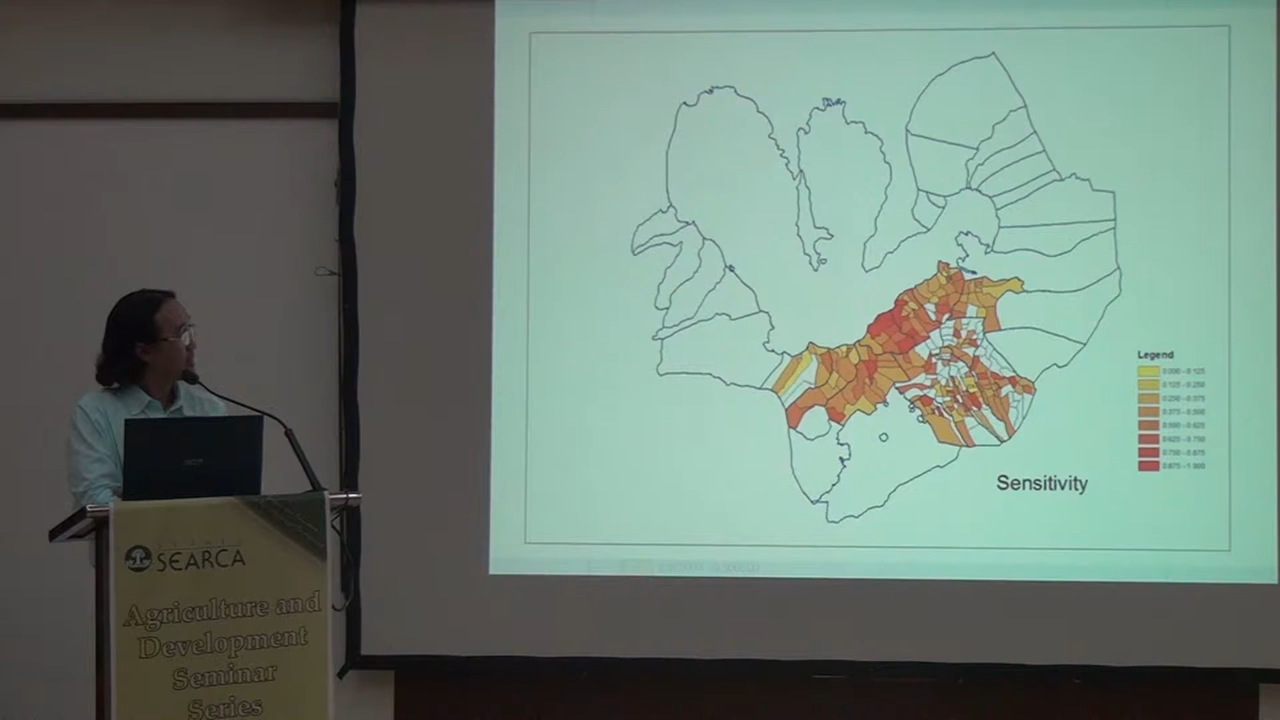 Legend
0.000 - 0.125
0.125 - 0.250
0.250 - 0.375
0.375 - 0.500
0.500 - 0.625
0.625 - 0.750
0.750 - 0.875
0.875 - 1.000
Sensitivity
SEARCA
Agriculture and
Development
Seminar
Series